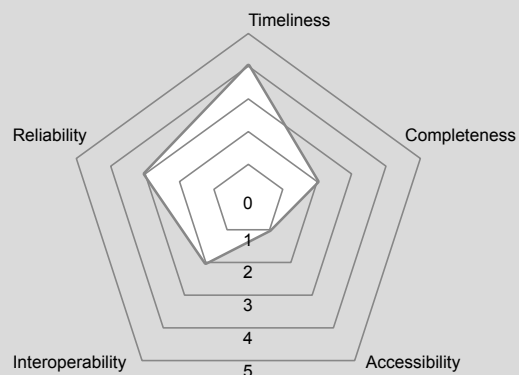 Timeliness
Reliability
Completeness
0
1
2
3
4
5
Interoperability
Accessibility